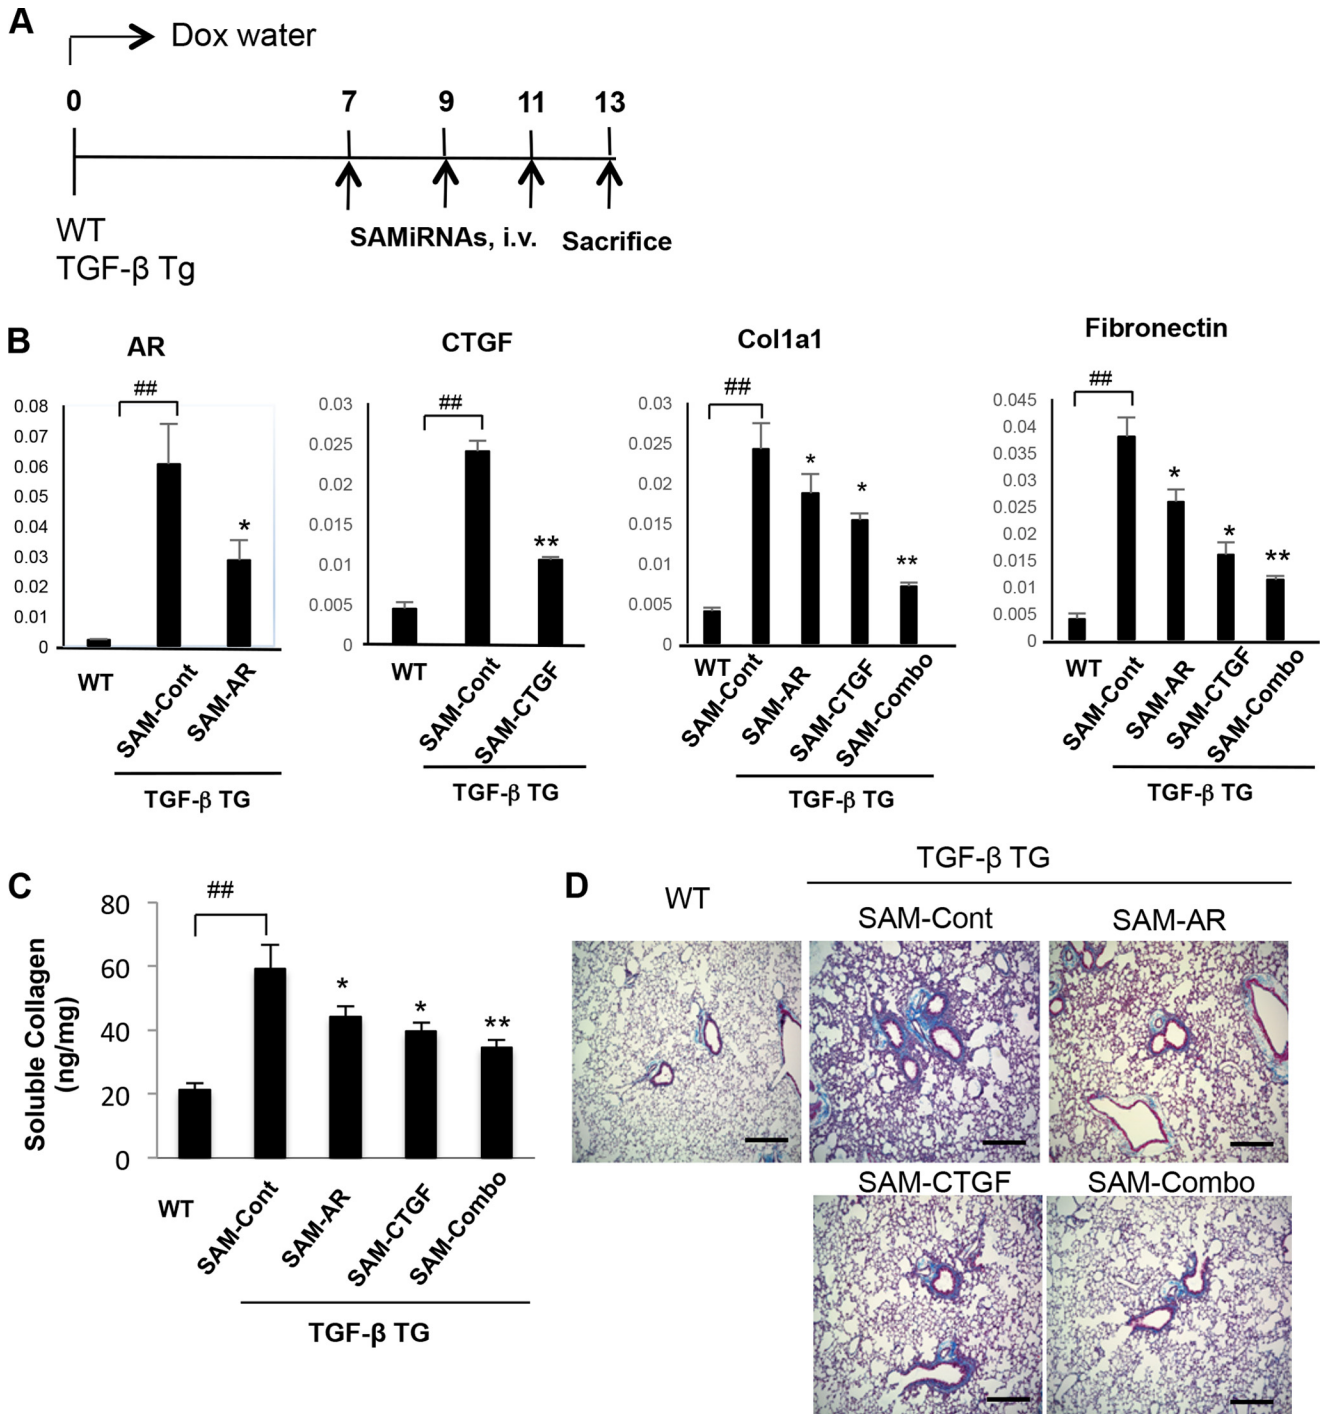 A
Dox water
0 7 9 11 13
WT
TGF-β Tg
SAMiRNAs, i.v.
Sacrifice
B
AR
##
0.08
0.07
0.06
0.05
0.04
0.03
0.02
0.01
0
*
WT
SAM-Cont
SAM-AR
TGF-β TG
CTGF
##
0.03
0.025
0.02
0.015
0.01
0.005
0
**
WT
SAM-Cont
SAM-CTGF
TGF-β TG
Col1a1
##
0.03
0.025
0.02
0.015
0.01
0.005
0
*
*
**
WT
SAM-Cont
SAM-AR
SAM-CTGF
SAM-Combo
TGF-β TG
Fibronectin
##
0.045
0.04
0.035
0.03
0.025
0.02
0.015
0.01
0.005
0
*
*
**
WT
SAM-Cont
SAM-AR
SAM-CTGF
SAM-Combo
TGF-β TG
C
##
Soluble Collagen
(ng/mg)
80
60
40
20
0
*
*
**
WT
SAM-Cont
SAM-AR
SAM-CTGF
SAM-Combo
TGF-β TG
D
TGF-β TG
WT
SAM-Cont
SAM-AR
SAM-CTGF
SAM-Combo